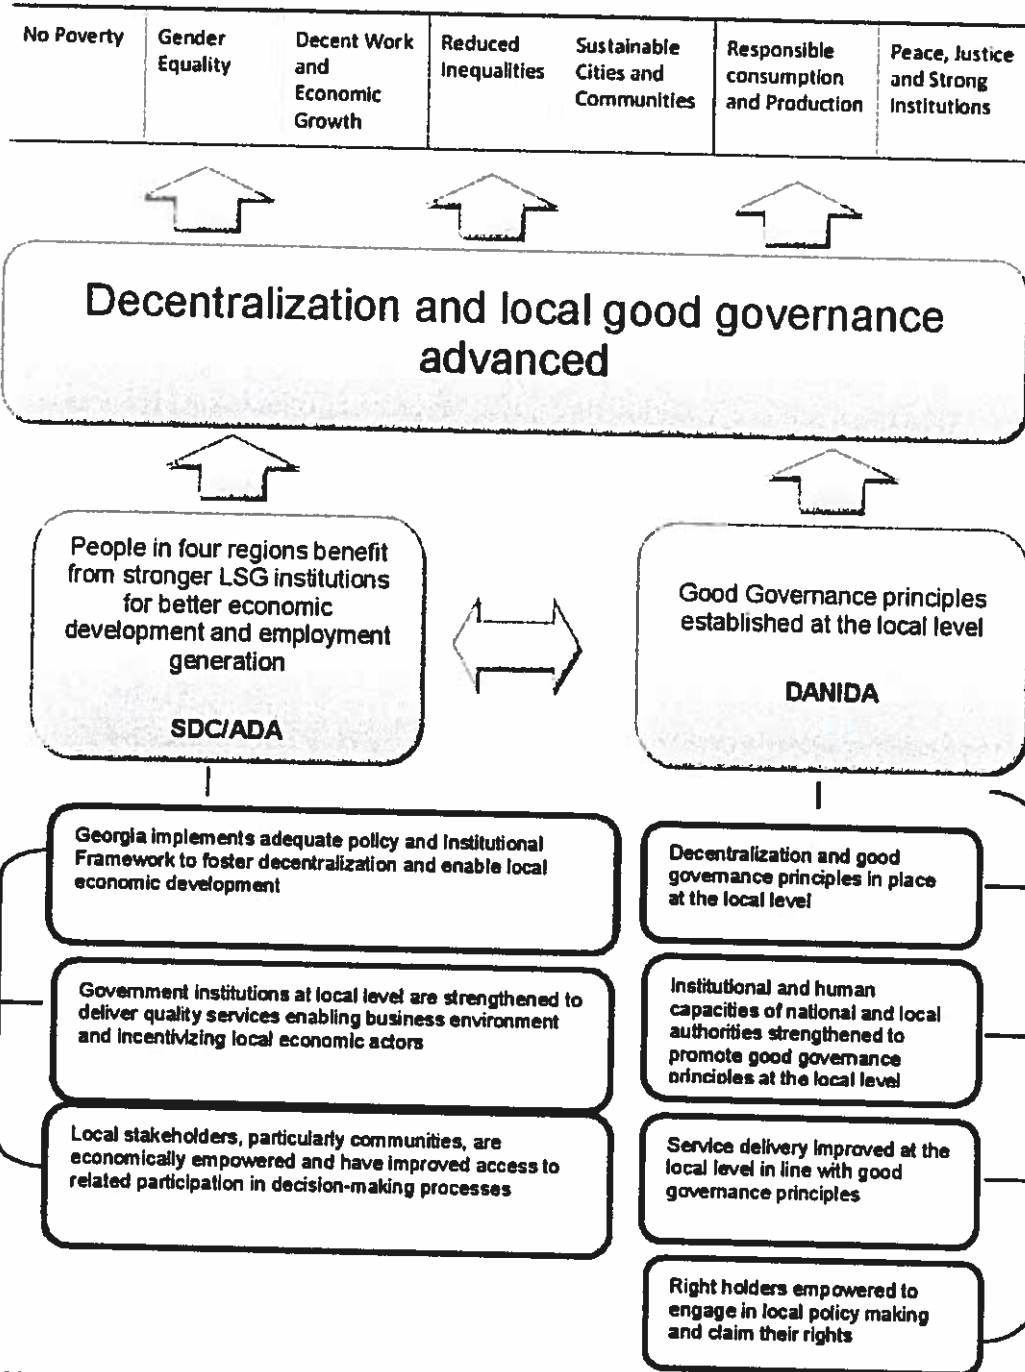 No Poverty
Gender
Equality
Decent Work
and
Economic
Growth
Reduced
Inequalities
Sustainable
Cities and
Communities
Responsible
consumption
and Production
Peace, Justice
and Strong
Institutions
Decentralization and local good governance
advanced
People in four regions benefit
from stronger LSG institutions
for better economic
development and employment
generation
SDC/ADA
Good Governance principles
established at the local level
DANIDA
Georgia implements adequate policy and Institutional
Framework to foster decentralization and enable local
economic development
Government institutions at local level are strengthened to
deliver quality services enabling business environment
and incentivizing local economic actors
Local stakeholders, particularly communities, are
economically empowered and have improved access to
related participation in decision-making processes
Decentralization and good
governance principles in place
at the local level
Institutional and human
capacities of national and local
authorities strengthened to
promote good governance
principles at the local level
Service delivery improved at the
local level in line with good
governance principles
Right holders empowered to
engage in local policy making
and claim their rights